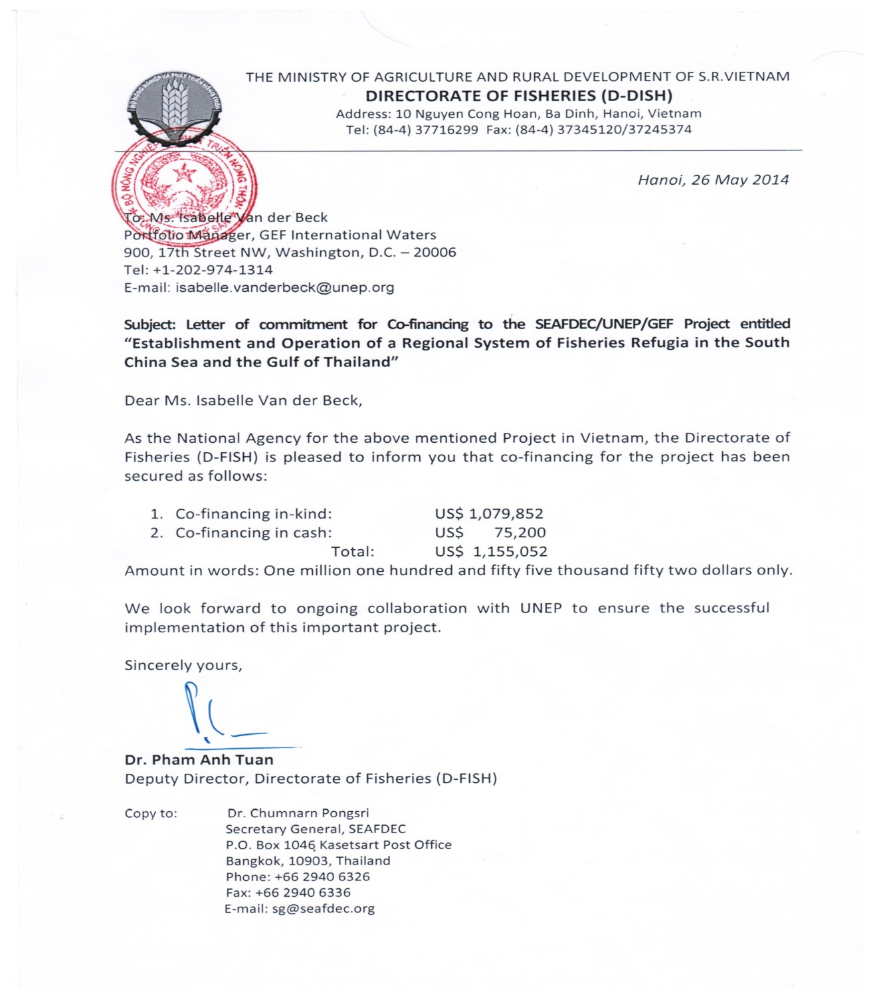 BỘ NÔNG NGHIỆP VÀ PHÁT TRIỂN NÔNG THÔN
THE MINISTRY OF AGRICULTURE AND RURAL DEVELOPMENT OF S.R.VIETNAM
DIRECTORATE OF FISHERIES (D-DISH)
Address: 10 Nguyen Cong Hoan, Ba Dinh, Hanoi, Vietnam
Tel: (84-4) 37716299 Fax: (84-4) 37345120/37245374
BỘ NÔNG NGHIỆP VÀ PHÁT TRIỂN NÔNG THÔN
TỔNG CỤC THỦY SẢN
Hanoi, 26 May 2014
To: Ms. Isabelle Van der Beck
Portfolio Manager, GEF International Waters
900, 17th Street NW, Washington, D.C. – 20006
Tel: +1-202-974-1314
E-mail: isabelle.vanderbeck@unep.org
Subject: Letter of commitment for Co-financing to the SEAFDEC/UNEP/GEF Project entitled
“Establishment and Operation of a Regional System of Fisheries Refugia in the South
China Sea and the Gulf of Thailand”
Dear Ms. Isabelle Van der Beck,
As the National Agency for the above mentioned Project in Vietnam, the Directorate of
Fisheries (D-FISH) is pleased to inform you that co-financing for the project has been
secured as follows:
1. Co-financing in-kind: US$ 1,079,852
2. Co-financing in cash: US$ 75,200
Total: US$ 1,155,052
Amount in words: One million one hundred and fifty five thousand fifty two dollars only.
We look forward to ongoing collaboration with UNEP to ensure the successful
implementation of this important project.
Sincerely yours,
Dr. Pham Anh Tuan
Deputy Director, Directorate of Fisheries (D-FISH)
Copy to: Dr. Chumnarn Pongsri
Secretary General, SEAFDEC
P.O. Box 1046 Kasetsart Post Office
Bangkok, 10903, Thailand
Phone: +66 2940 6326
Fax: +66 2940 6336
E-mail: sg@seafdec.org